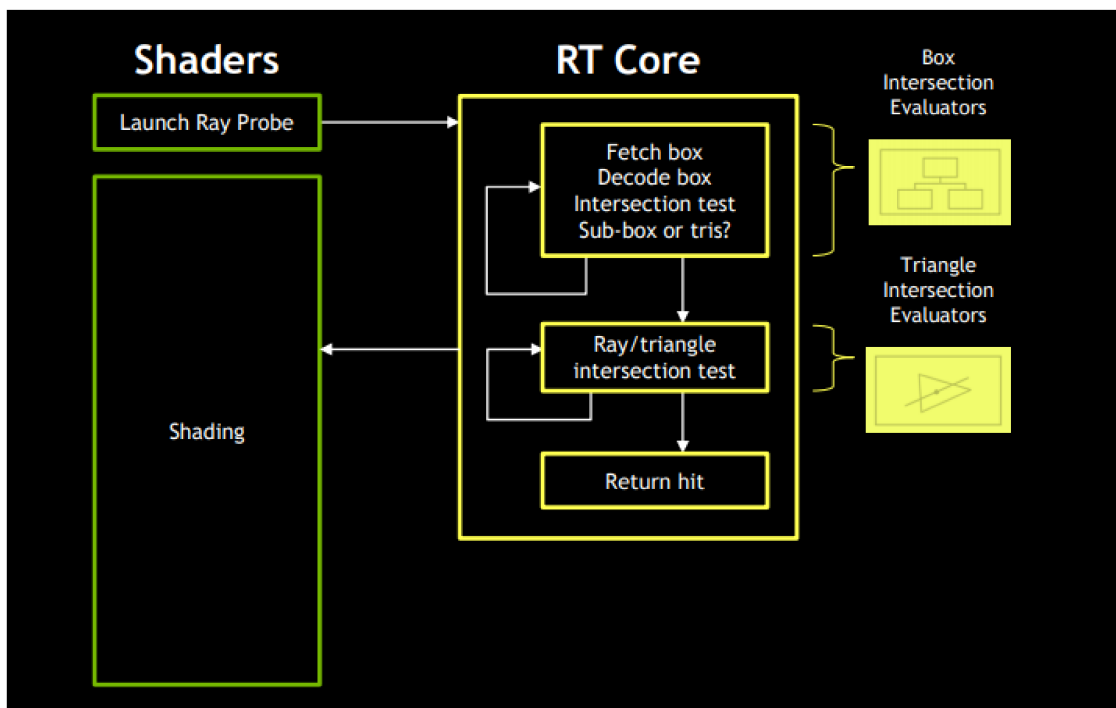 Shaders
RT Core
Box
Intersection
Evaluators
Launch Ray Probe
Fetch box
Decode box
Intersection test
Sub-box or tris?
Triangle
Intersection
Evaluators
Ray/triangle
intersection test
Shading
Return hit